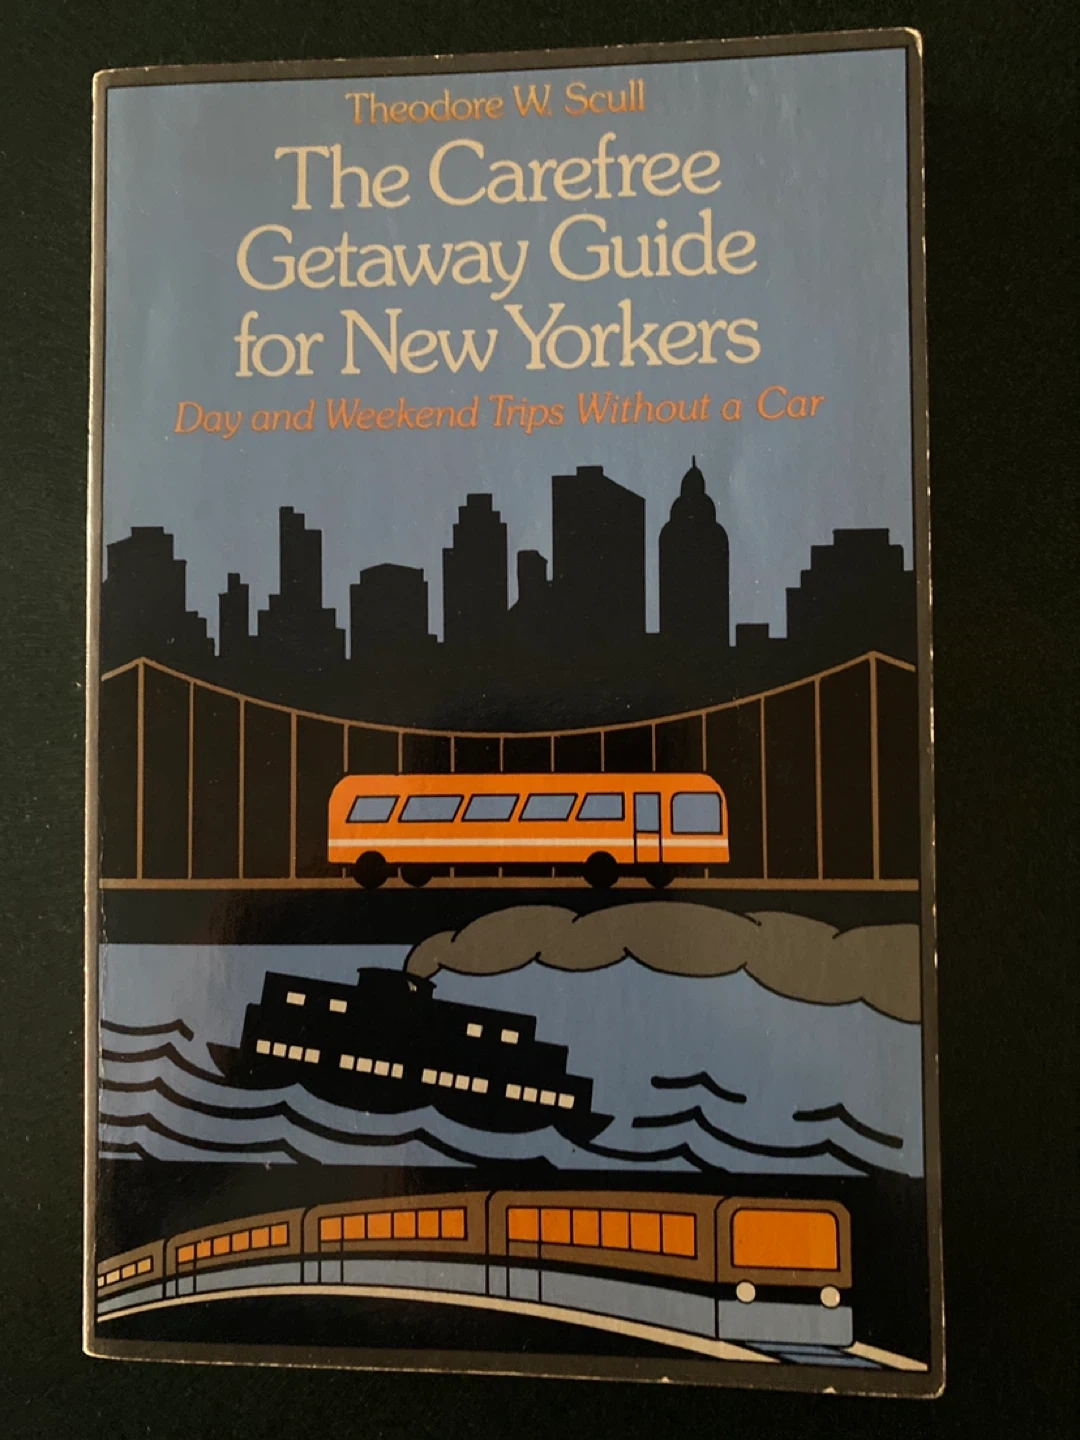 Theodore W. Scull
The Carefree
Getaway Guide
for New Yorkers
Day and Weekend Trips Without a Car